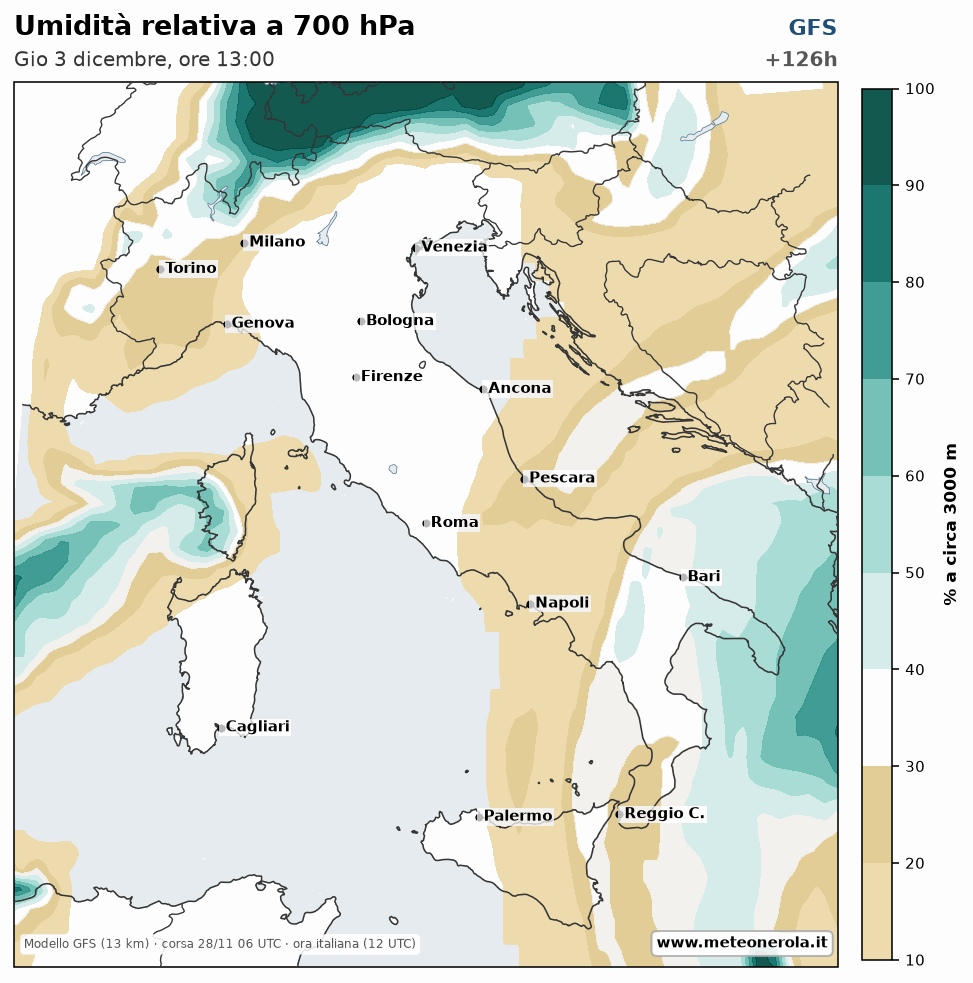 Umidità relativa a 700 hPa
GFS
Gio 3 dicembre, ore 13:00
+126h
Milano
Venezia
Torino
Genova
Bologna
Firenze
Ancona
Pescara
Roma
Bari
Napoli
Cagliari
Palermo
Reggio C.
Modello GFS (13 km) · corsa 28/11 06 UTC · ora italiana (12 UTC)
www.meteonerola.it
100
90
80
70
60
50
40
30
20
10
% a circa 3000 m